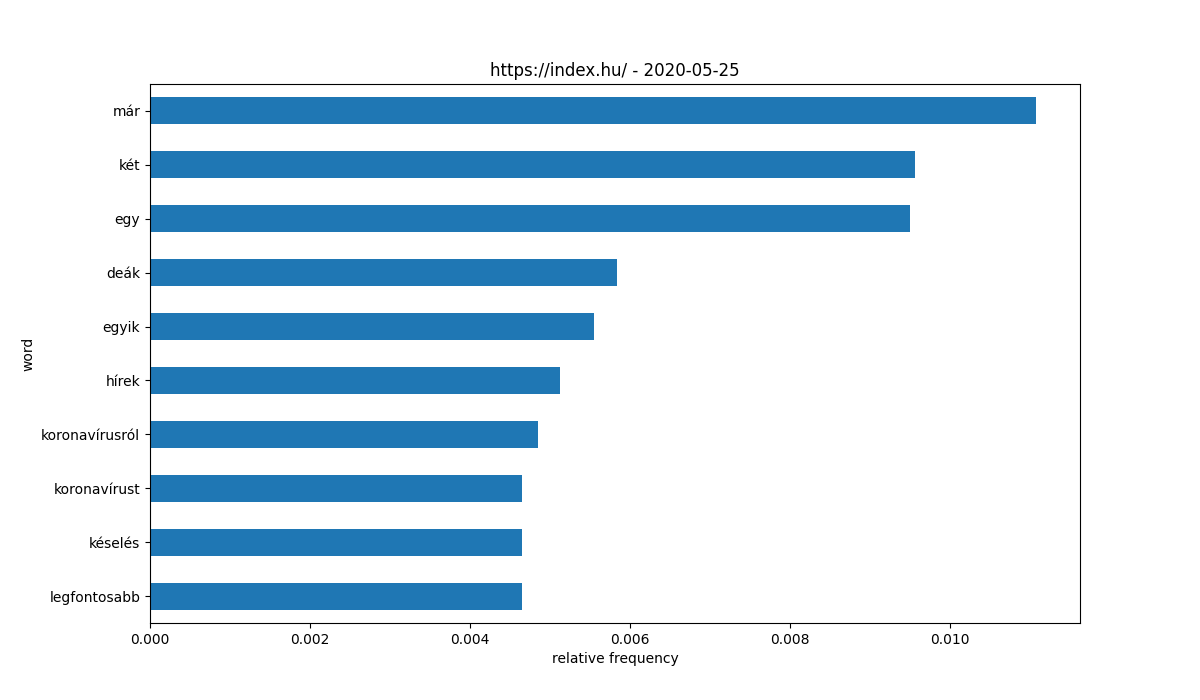 https://index.hu/ - 2020-05-25
már
két
egy
deák
egyik
hírek
koronavírusról
koronavírust
késelés
legfontosabb
word
0.000 0.002 0.004 0.006 0.008 0.010
relative frequency